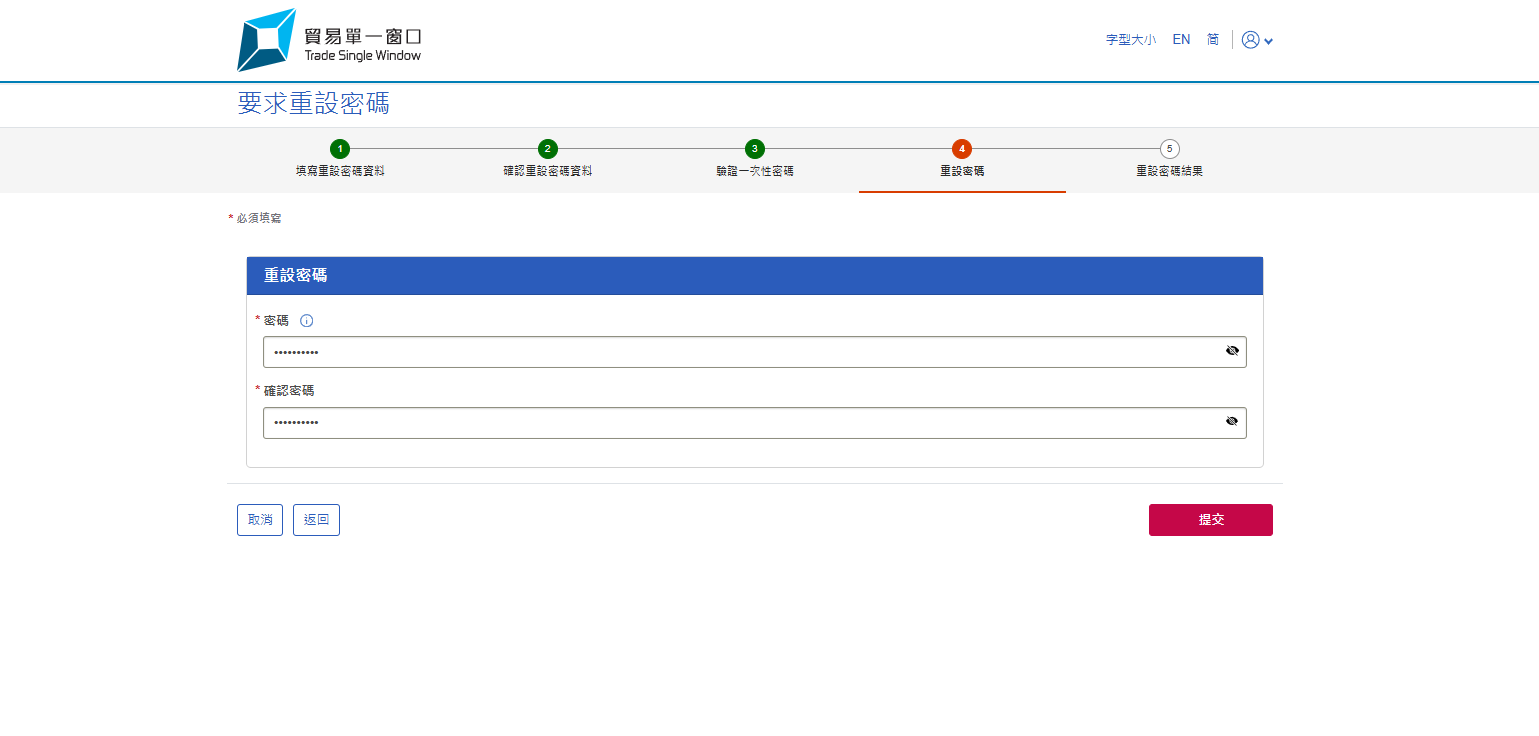 貿易單一窗口
Trade Single Window
字型大小 EN 简
要求重設密碼
1 2 3 4 5
填寫重設密碼資料 確認重設密碼資料 驗證一次性密碼 重設密碼 重設密碼結果
* 必須填寫
重設密碼
* 密碼
••••••••••
* 確認密碼
••••••••••
取消 返回 提交